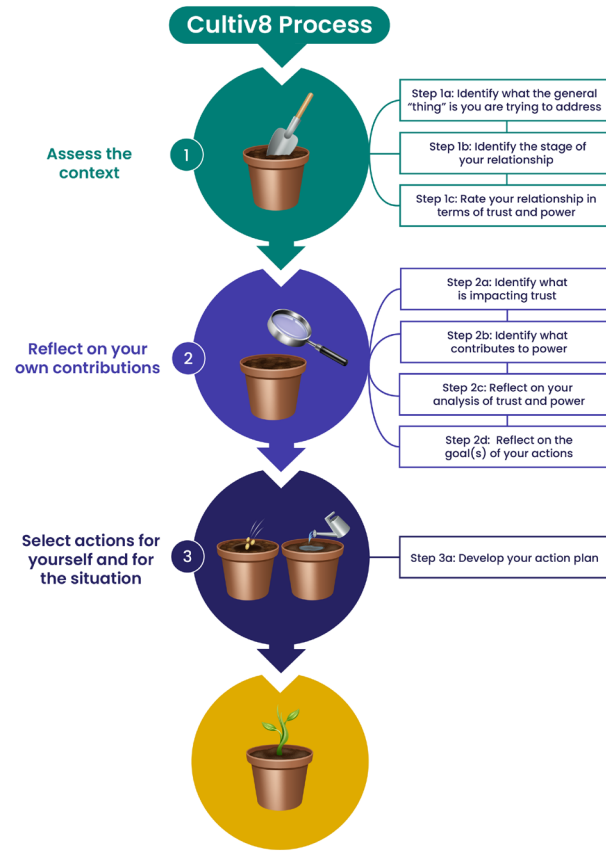 Cultiv8 Process
Assess the
context
1
Step 1a: Identify what the general
“thing” is you are trying to address
Step 1b: Identify the stage of
your relationship
Step 1c: Rate your relationship in
terms of trust and power
Reflect on your
own contributions
2
Step 2a: Identify what
is impacting trust
Step 2b: Identify what
contributes to power
Step 2c: Reflect on your
analysis of trust and power
Step 2d: Reflect on the
goal(s) of your actions
Select actions for
yourself and for
the situation
3
Step 3a: Develop your action plan